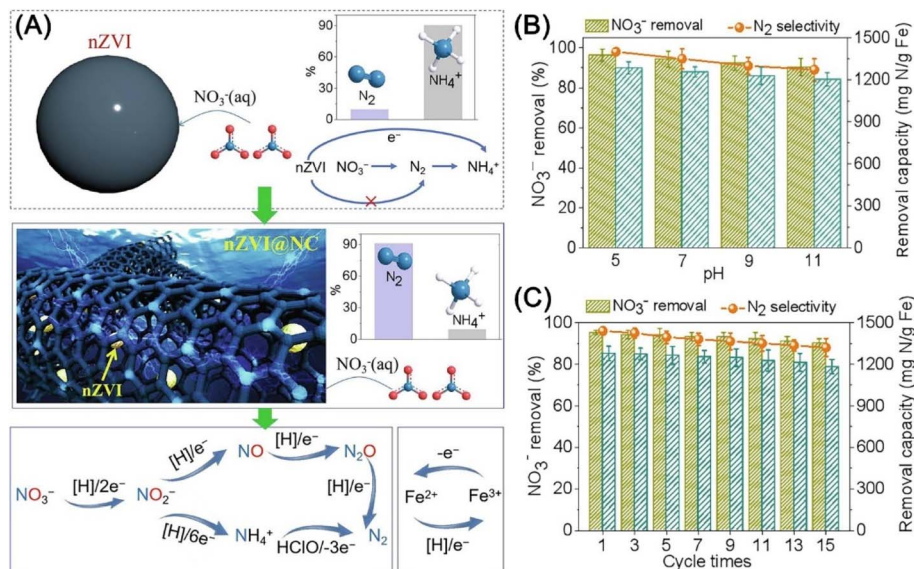 (A)
nZVI
NO₃⁻(aq)
90
60
30
0
%
N₂
NH₄⁺
e⁻
nZVI NO₃⁻ N₂ NH₄⁺
nZVI@NC
nZVI
90
60
30
0
%
N₂
NH₄⁺
NO₃⁻(aq)
NO₃⁻
[H]/2e⁻
NO₂⁻
[H]/e⁻
NO
[H]/e⁻
N₂O
[H]/e⁻
[H]/6e⁻
NH₄⁺
HClO/-3e⁻
N₂
-e⁻
Fe²⁺ Fe³⁺
[H]/e⁻
(B)
NO₃⁻ removal N₂ selectivity
NO₃⁻ removal (%)
100
80
60
40
20
0
5 7 9 11
pH
1500
1200
900
600
300
0
Removal capacity (mg N/g Fe)
(C)
NO₃⁻ removal N₂ selectivity
NO₃⁻ removal (%)
100
80
60
40
20
0
1 3 5 7 9 11 13 15
Cycle times
1500
1200
900
600
300
0
Removal capacity (mg N/g Fe)